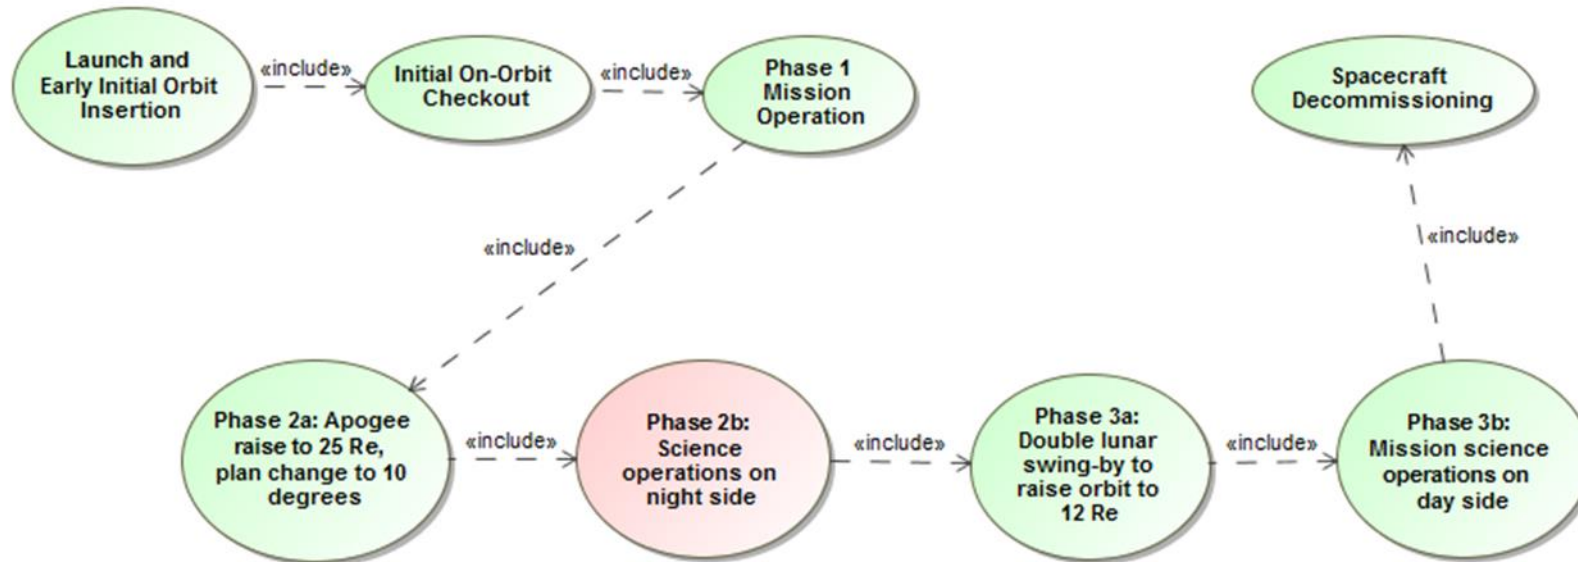 Launch and
Early Initial Orbit
Insertion
«include»
Initial On-Orbit
Checkout
«include»
Phase 1
Mission
Operation
Spacecraft
Decommissioning
«include»
«include»
Phase 2a: Apogee
raise to 25 Re,
plan change to 10
degrees
«include»
Phase 2b:
Science
operations on
night side
«include»
Phase 3a:
Double lunar
swing-by to
raise orbit to
12 Re
«include»
Phase 3b:
Mission science
operations on
day side